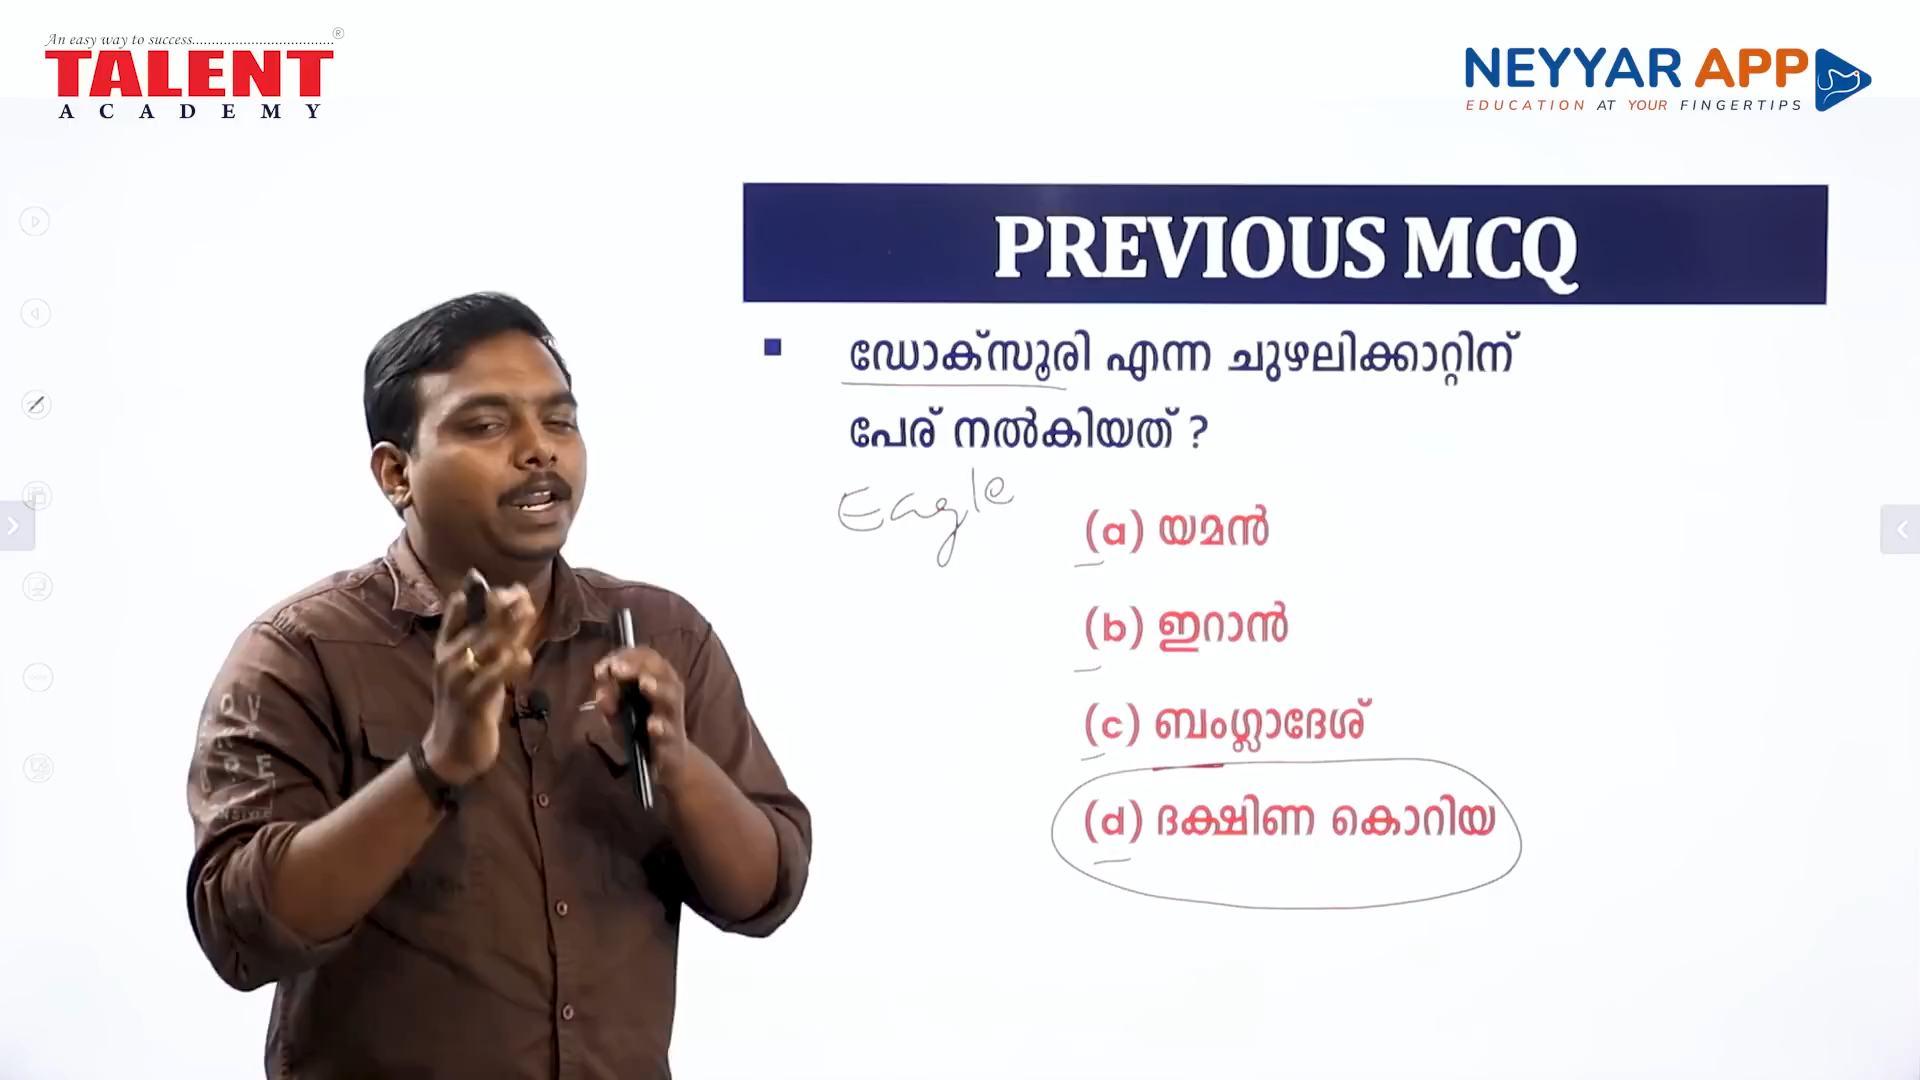 An easy way to success.....................................®
TALENT
ACADEMY
NEYYAR APP
EDUCATION AT YOUR FINGERTIPS
PREVIOUS MCQ
▪ ഡോക്സൂരി എന്ന ചുഴലിക്കാറ്റിന്
പേര് നൽകിയത് ?
Eagle
(a) യമൻ
(b) ഇറാൻ
(c) ബംഗ്ലാദേശ്
(d) ദക്ഷിണ കൊറിയ